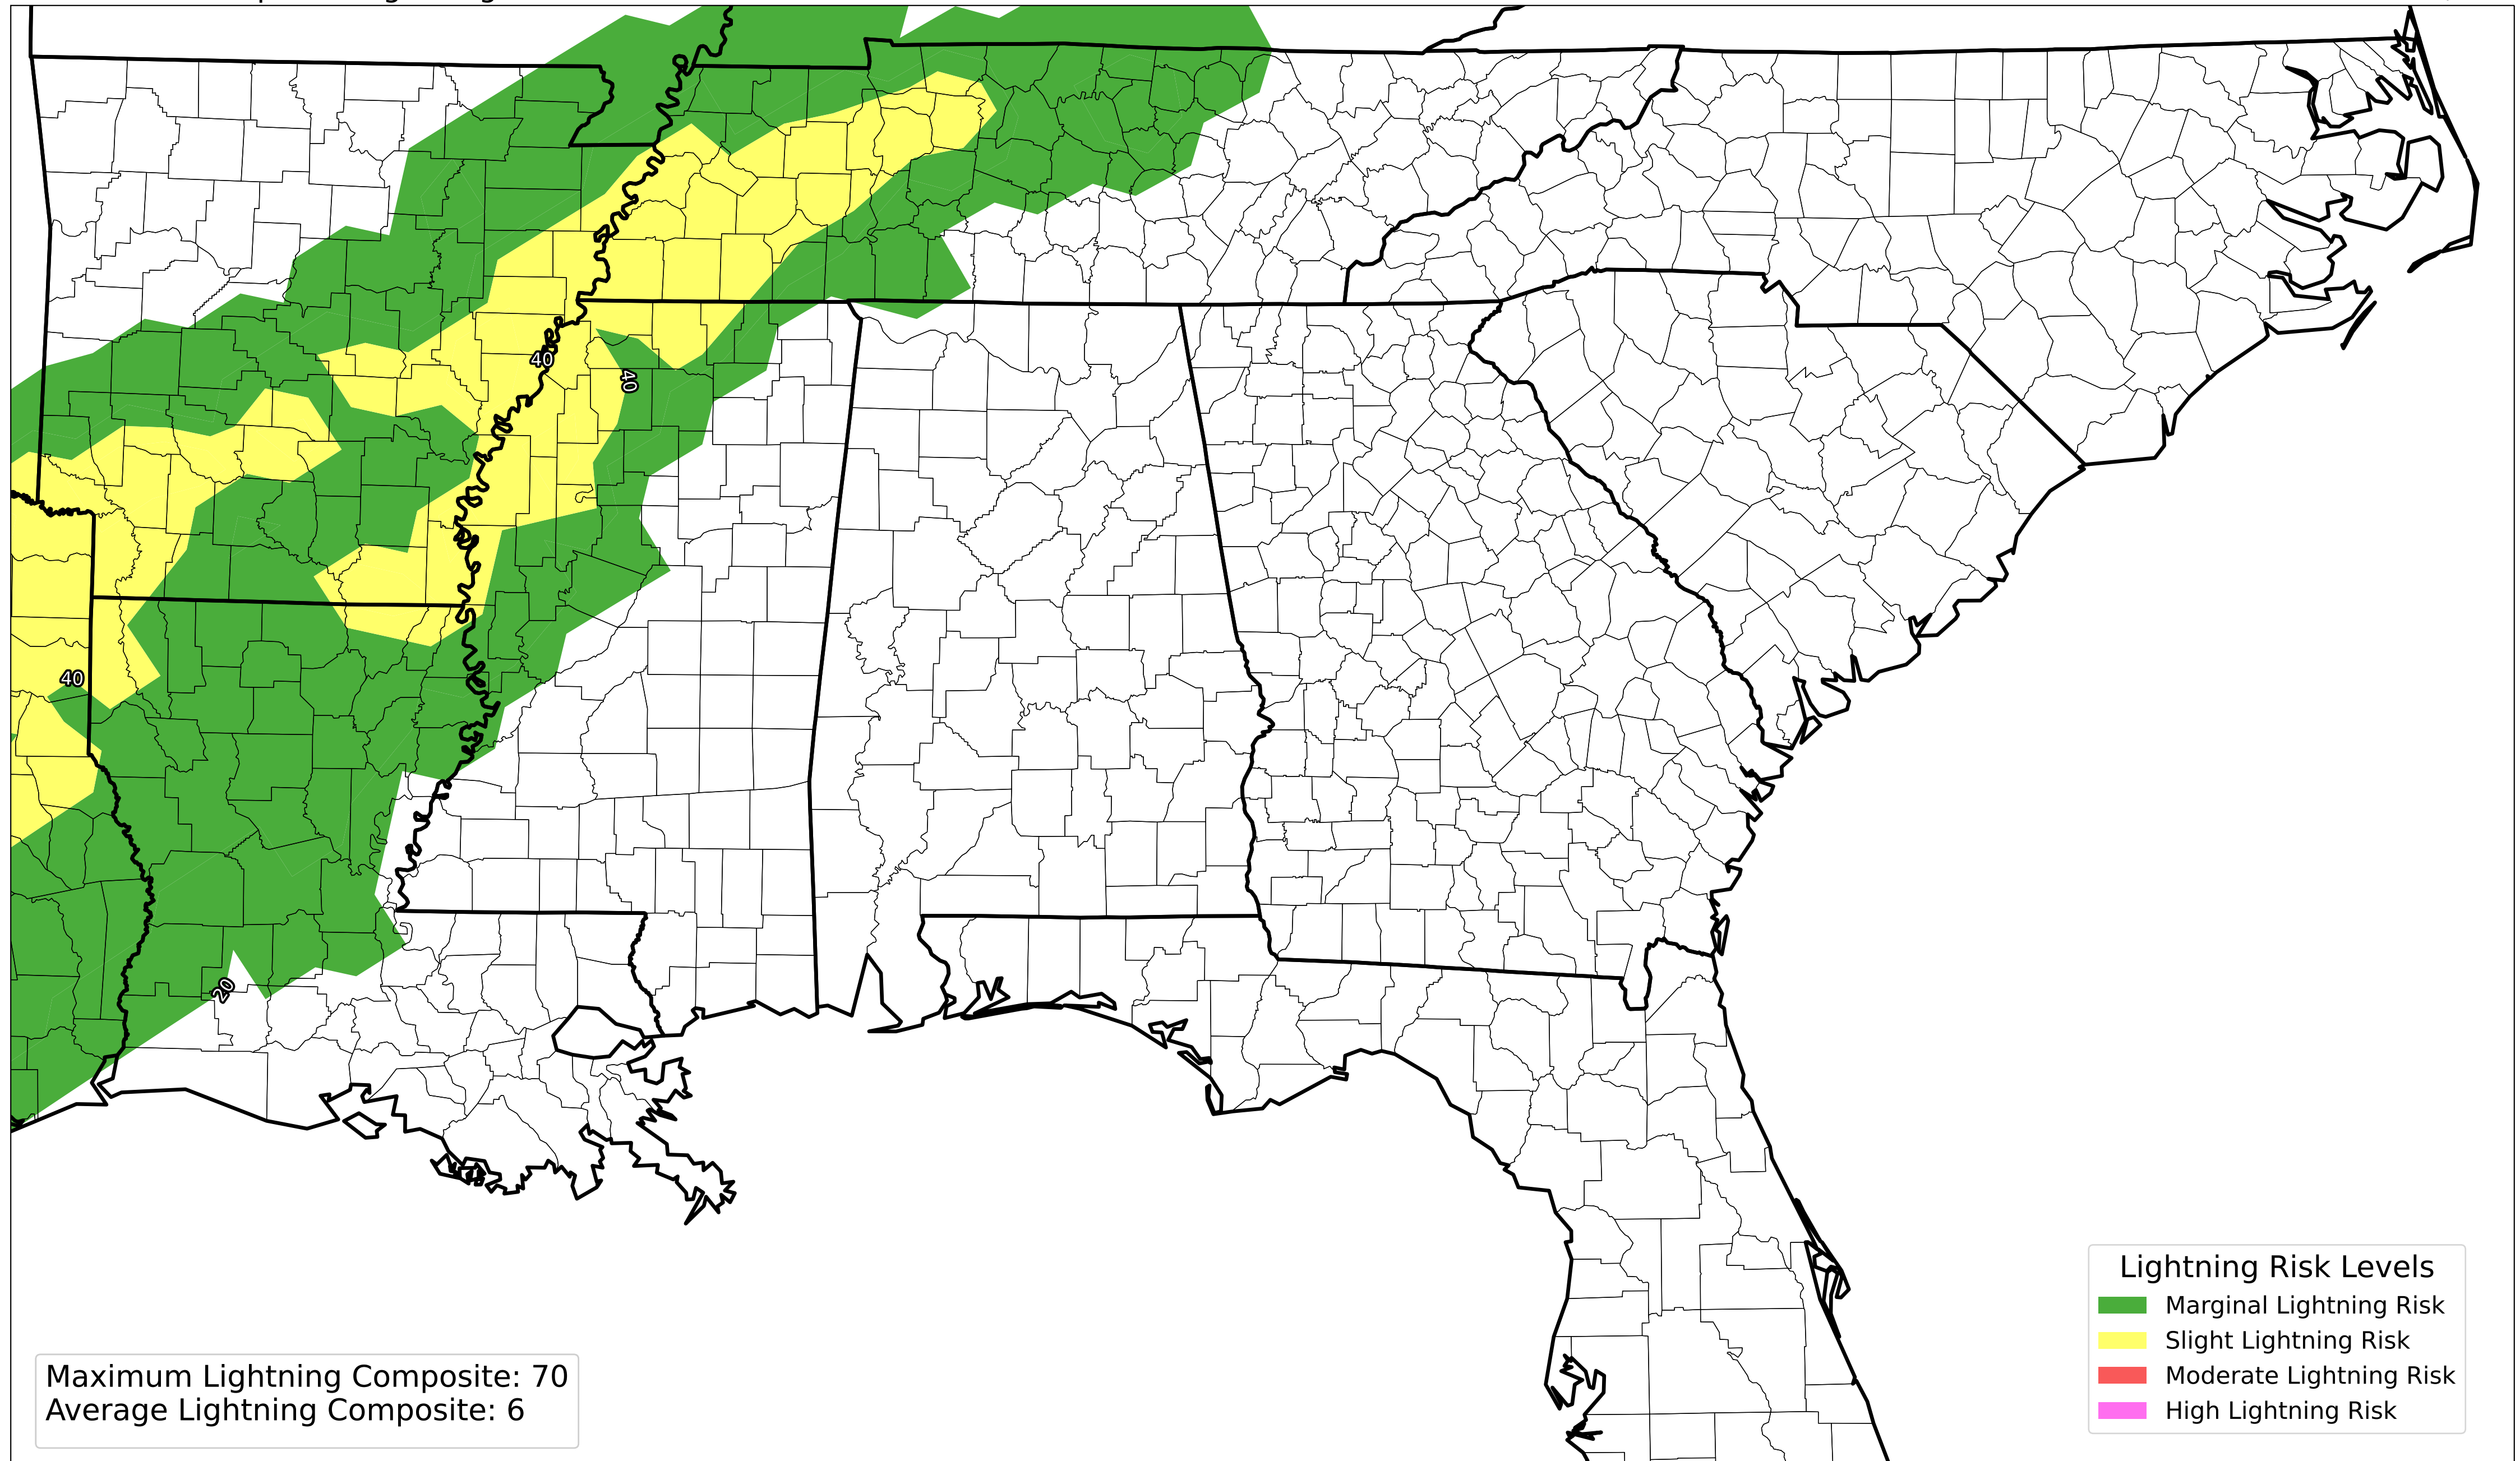 40
40
40
20
Lightning Risk Levels
Marginal Lightning Risk
Slight Lightning Risk
Moderate Lightning Risk
High Lightning Risk
Maximum Lightning Composite: 70
Average Lightning Composite: 6